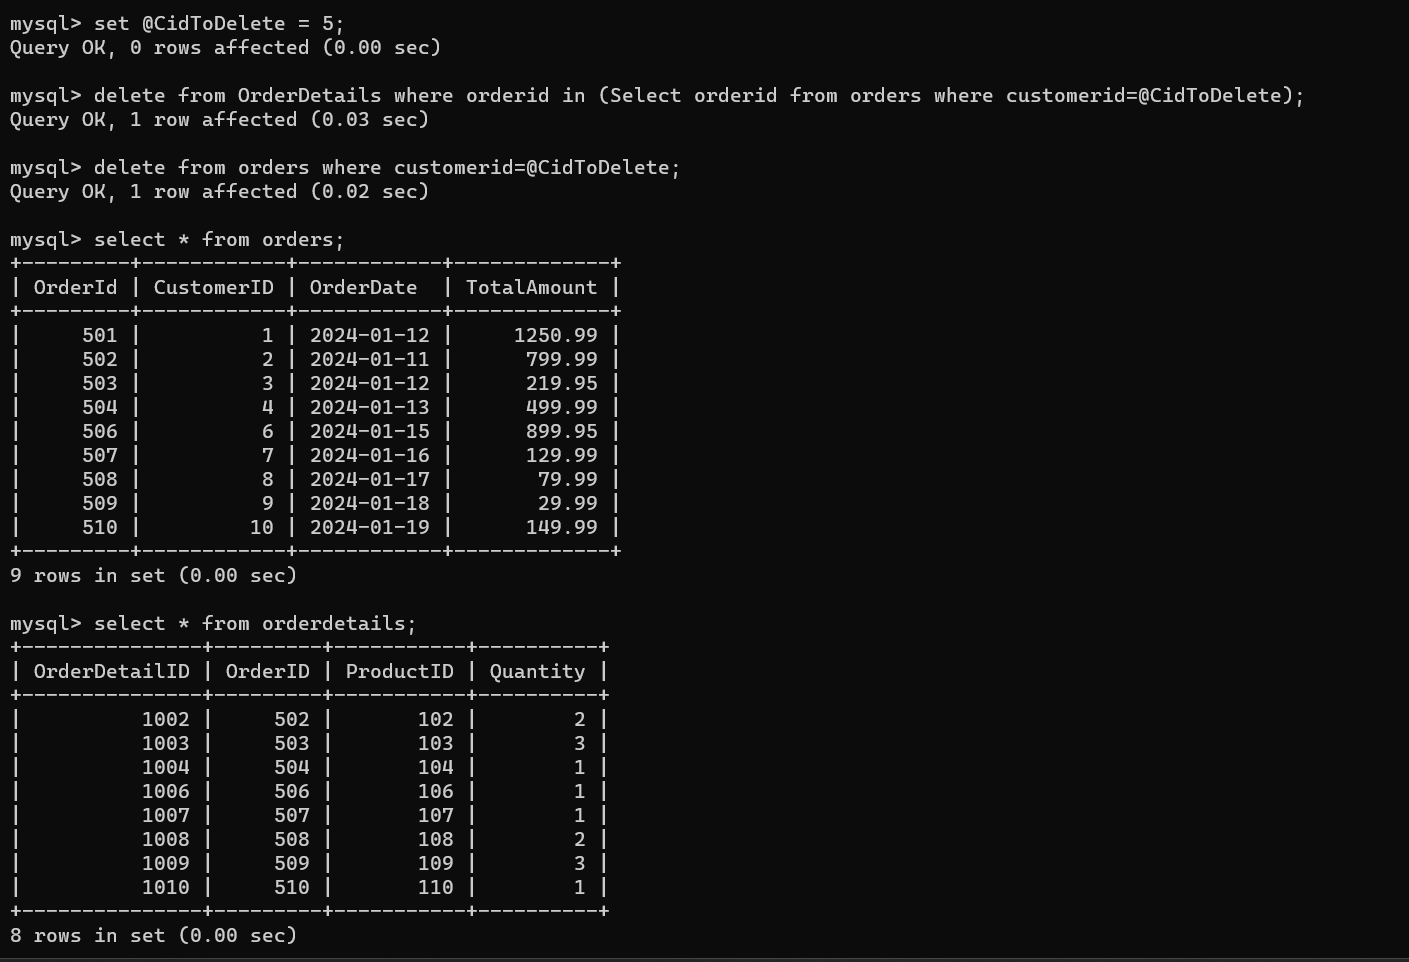 mysql> set @CidToDelete = 5;
Query OK, 0 rows affected (0.00 sec)
mysql> delete from OrderDetails where orderid in (Select orderid from orders where customerid=@CidToDelete);
Query OK, 1 row affected (0.03 sec)
mysql> delete from orders where customerid=@CidToDelete;
Query OK, 1 row affected (0.02 sec)
mysql> select * from orders;
+---------+------------+------------+-------------+
| OrderId | CustomerID | OrderDate  | TotalAmount |
+---------+------------+------------+-------------+
|     501 |          1 | 2024-01-12 |     1250.99 |
|     502 |          2 | 2024-01-11 |      799.99 |
|     503 |          3 | 2024-01-12 |      219.95 |
|     504 |          4 | 2024-01-13 |      499.99 |
|     506 |          6 | 2024-01-15 |      899.95 |
|     507 |          7 | 2024-01-16 |      129.99 |
|     508 |          8 | 2024-01-17 |       79.99 |
|     509 |          9 | 2024-01-18 |       29.99 |
|     510 |         10 | 2024-01-19 |      149.99 |
+---------+------------+------------+-------------+
9 rows in set (0.00 sec)
mysql> select * from orderdetails;
+---------------+---------+-----------+----------+
| OrderDetailID | OrderID | ProductID | Quantity |
+---------------+---------+-----------+----------+
|          1002 |     502 |       102 |        2 |
|          1003 |     503 |       103 |        3 |
|          1004 |     504 |       104 |        1 |
|          1006 |     506 |       106 |        1 |
|          1007 |     507 |       107 |        1 |
|          1008 |     508 |       108 |        2 |
|          1009 |     509 |       109 |        3 |
|          1010 |     510 |       110 |        1 |
+---------------+---------+-----------+----------+
8 rows in set (0.00 sec)